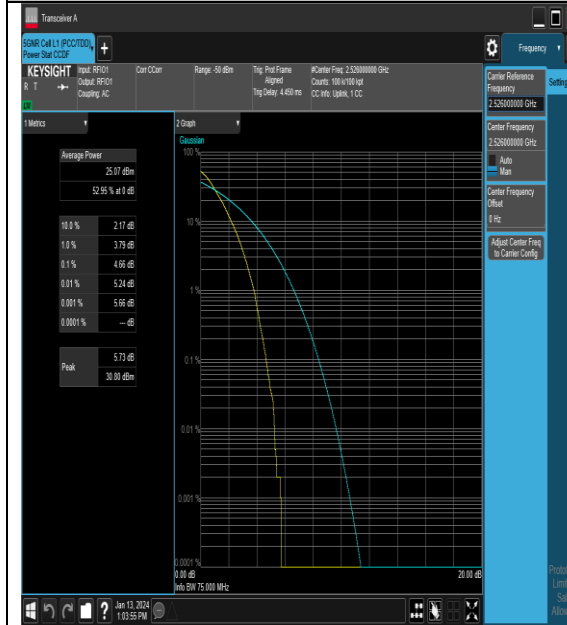 Transceiver A
5GNR Cell L1 (PCC/TDD)
Power Stat CCDF
Frequency
KEYSIGHT
R T
LV
Input: RFIO1
Output: RFIO1
Coupling: AC
Corr CCorr
Range: -50 dBm
Trig: Prot Frame
Aligned
Trig Delay: 4.450 ms
#Center Freq: 2.526000000 GHz
Counts: 100 k/100 kpt
CC Info: Uplink, 1 CC
Carrier Reference
Frequency
2.526000000 GHz
Setting
Center Frequency
2.526000000 GHz
Auto
Man
Center Frequency
Offset
0 Hz
Adjust Center Freq
to Carrier Config
1 Metrics
Average Power
25.07 dBm
52.95 % at 0 dB
10.0 % 2.17 dB
1.0 % 3.79 dB
0.1 % 4.66 dB
0.01 % 5.24 dB
0.001 % 5.66 dB
0.0001 % --- dB
Peak
5.73 dB
30.80 dBm
2 Graph
Gaussian
100 %
10 %
1 %
0.1 %
0.01 %
0.001 %
0.0001 %
0.00 dB
20.00 dB
Info BW 75.000 MHz
Jan 13, 2024
1:03:55 PM